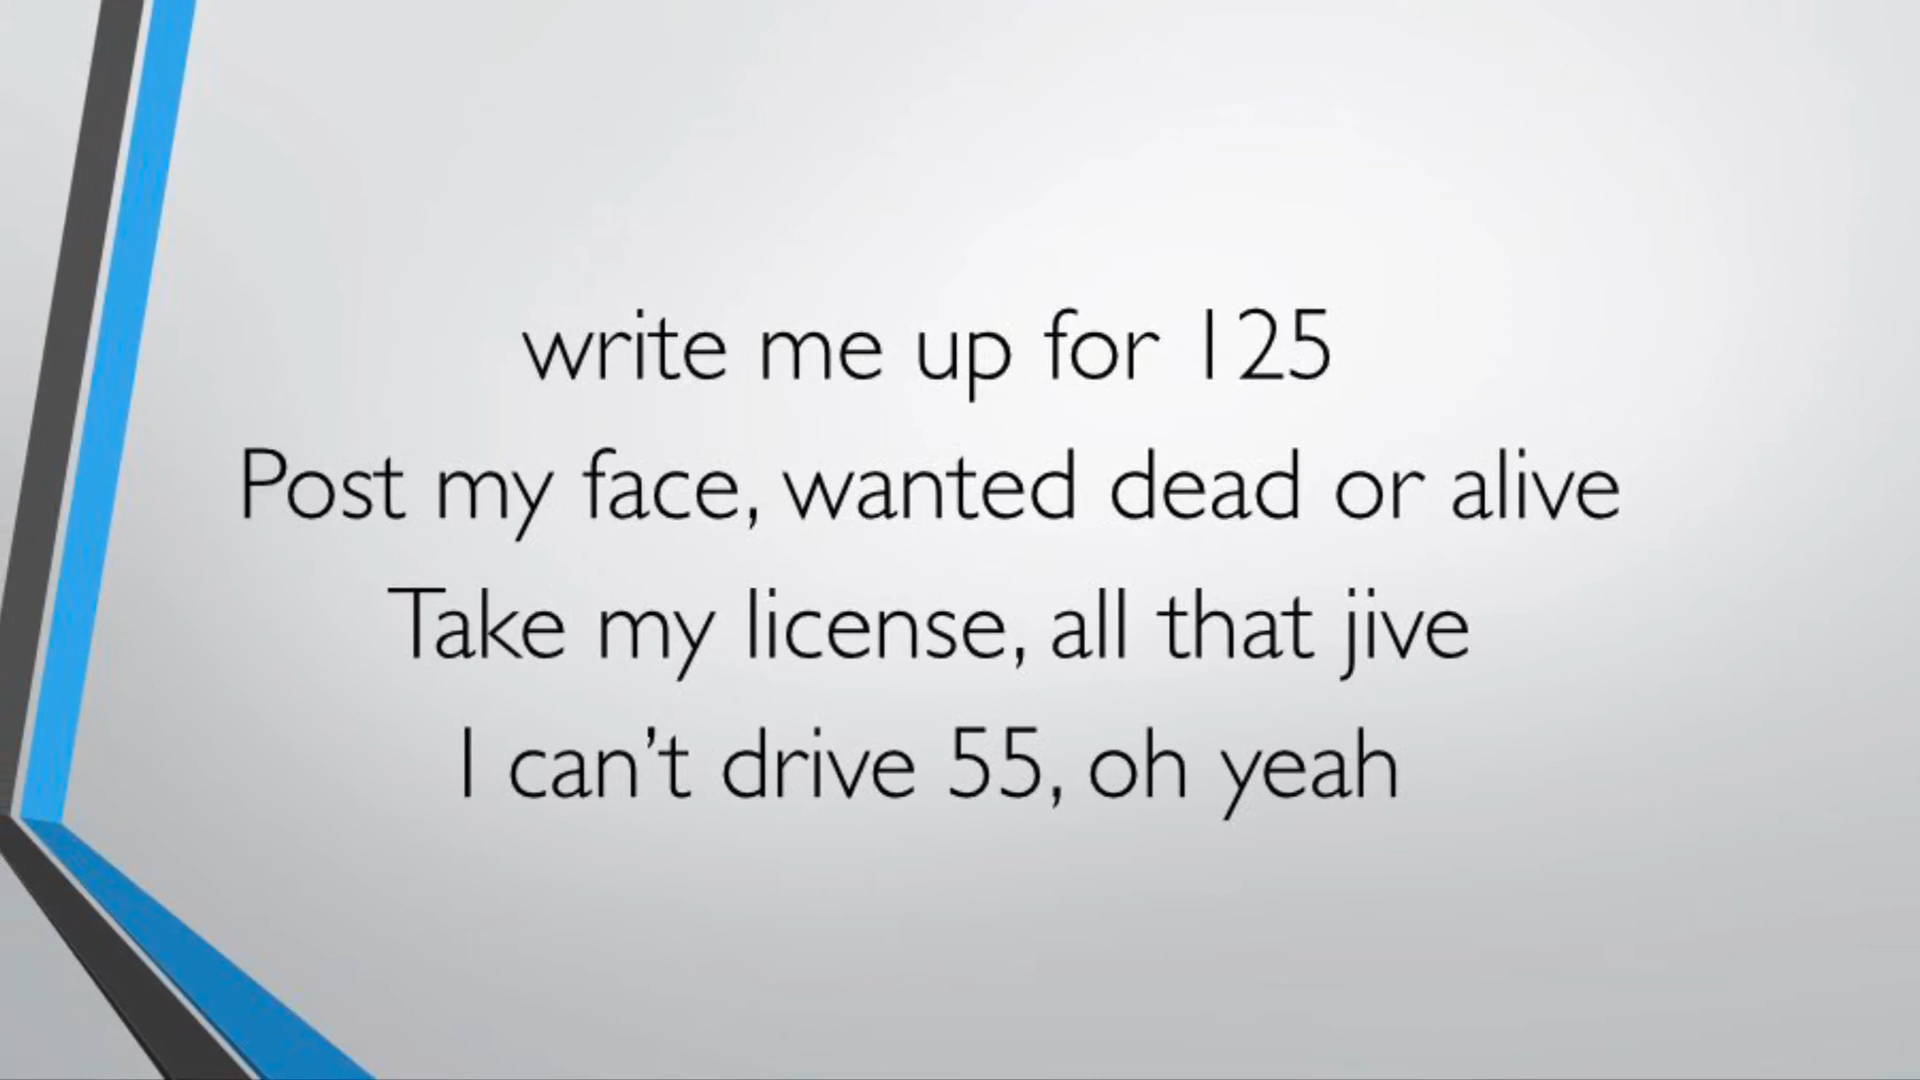 write me up for 125
Post my face, wanted dead or alive
Take my license, all that jive
I can’t drive 55, oh yeah